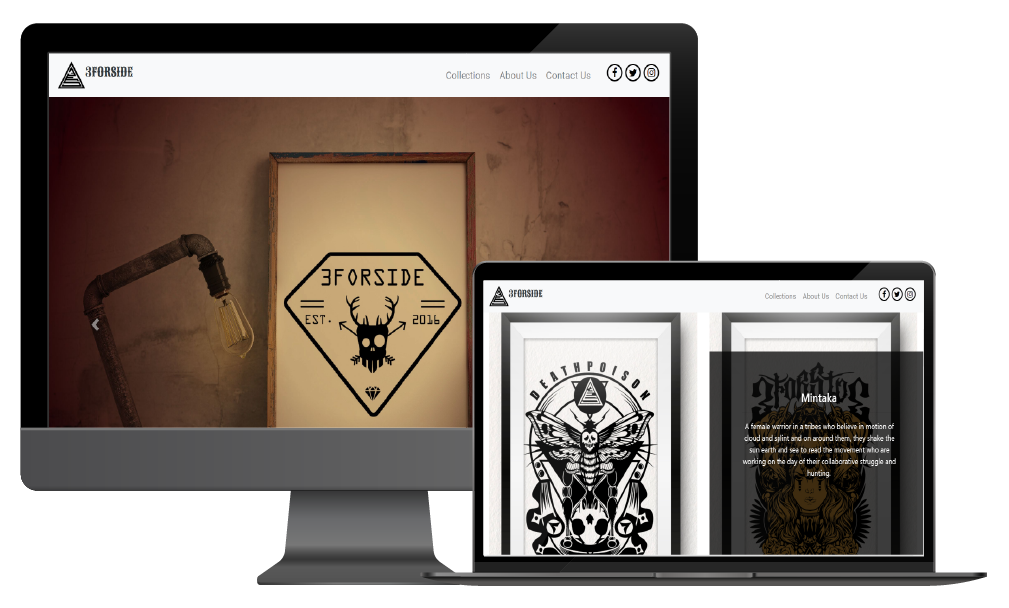 3FORSIDE
Collections About Us Contact Us
3FORSIDE
EST. 2016
3FORSIDE
Collections About Us Contact Us
DEATHPOISON
3FORSIDE
Mintaka
A female warrior in a tribes who believe in motion of
cloud and splint and on around them, they shake the
sun earth and sea to read the movement who are
working on the day of their collaborative struggle and
hunting.